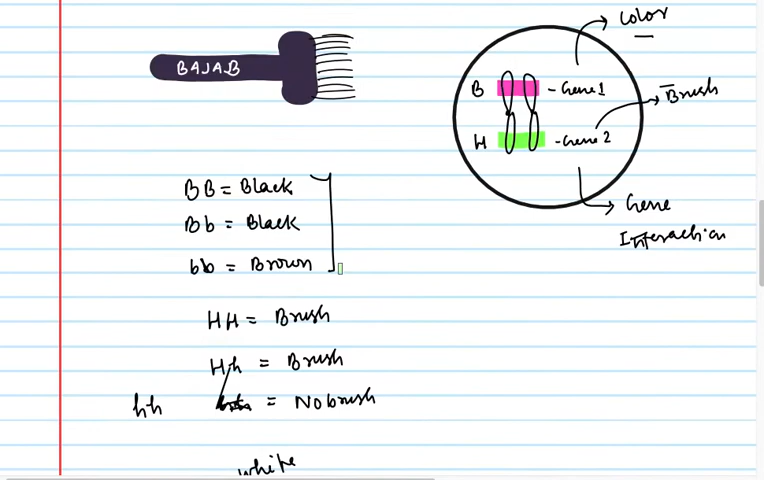 Color
BAJAB
B - Gene 1
Brush
H - Gene 2
BB = Black
Gene
Interaction
Bb = Black
bb = Brown
HH = Brush
Hh = Brush
hh = No brush
white